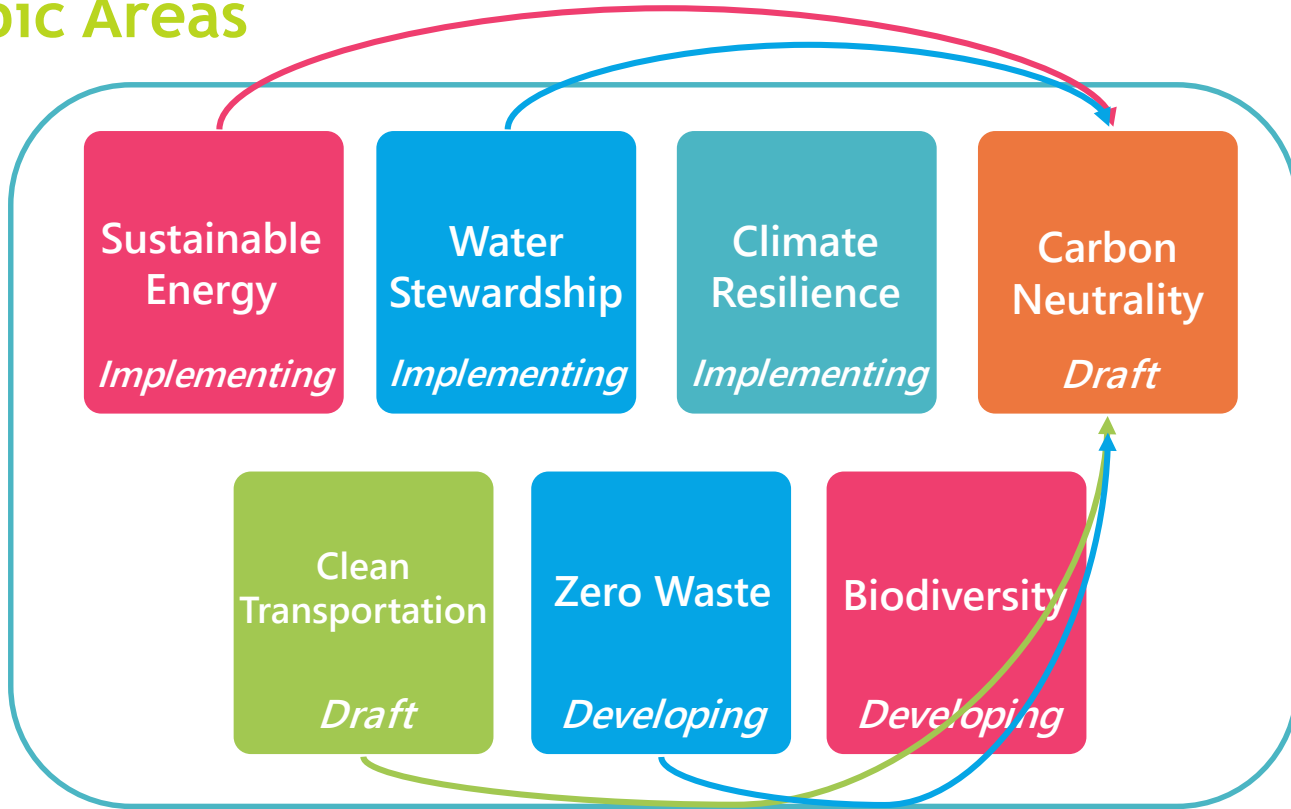 Areas
Sustainable
Energy
Implementing
Water
Stewardship
Implementing
Climate
Resilience
Implementing
Carbon
Neutrality
Draft
Clean
Transportation
Draft
Zero Waste
Developing
Biodiversity
Developing